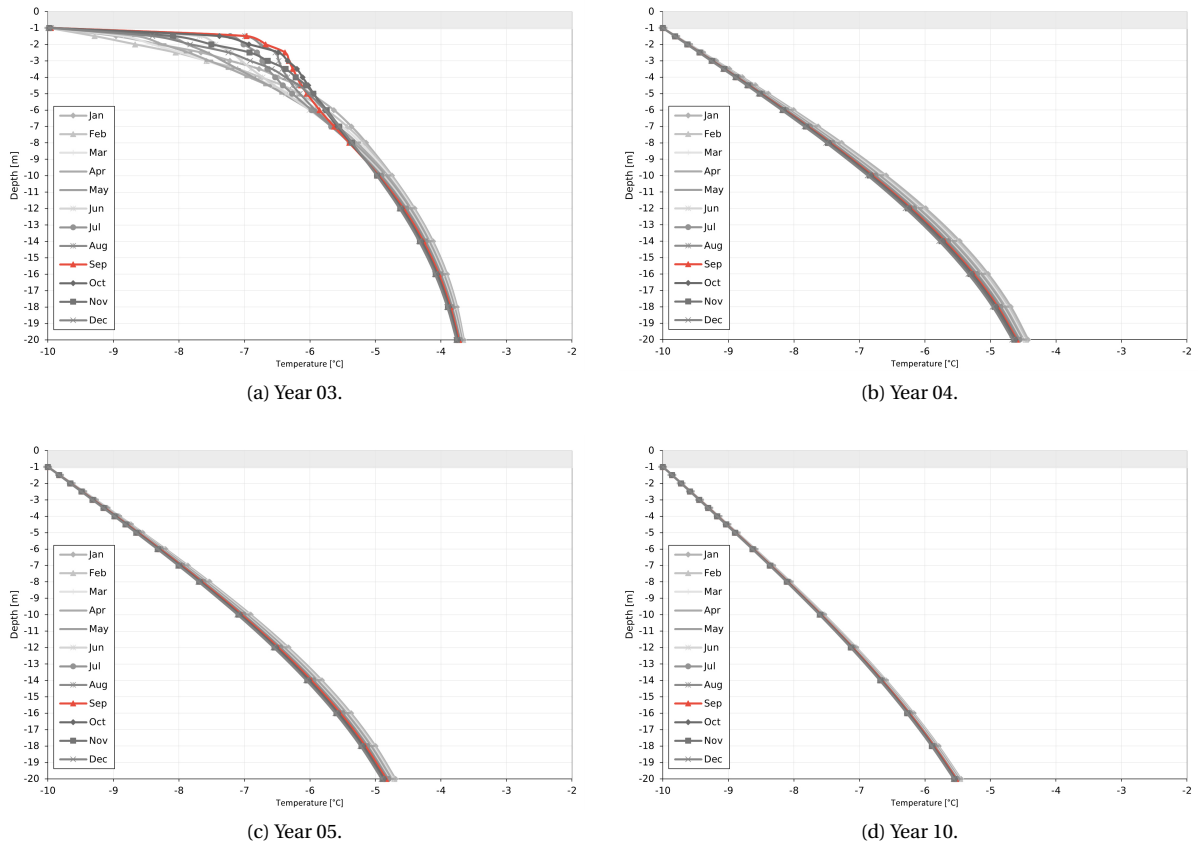 0
-1
-2
-3
-4
-5
-6
-7
-8
-9
-10
-11
-12
-13
-14
-15
-16
-17
-18
-19
-20
Depth [m]
Jan
Feb
Mar
Apr
May
Jun
Jul
Aug
Sep
Oct
Nov
Dec
-10 -9 -8 -7 -6 -5 -4 -3 -2
Temperature [°C]
(a) Year 03.
0
-1
-2
-3
-4
-5
-6
-7
-8
-9
-10
-11
-12
-13
-14
-15
-16
-17
-18
-19
-20
Depth [m]
Jan
Feb
Mar
Apr
May
Jun
Jul
Aug
Sep
Oct
Nov
Dec
-10 -9 -8 -7 -6 -5 -4 -3 -2
Temperature [°C]
(b) Year 04.
0
-1
-2
-3
-4
-5
-6
-7
-8
-9
-10
-11
-12
-13
-14
-15
-16
-17
-18
-19
-20
Depth [m]
Jan
Feb
Mar
Apr
May
Jun
Jul
Aug
Sep
Oct
Nov
Dec
-10 -9 -8 -7 -6 -5 -4 -3 -2
Temperature [°C]
(c) Year 05.
0
-1
-2
-3
-4
-5
-6
-7
-8
-9
-10
-11
-12
-13
-14
-15
-16
-17
-18
-19
-20
Depth [m]
Jan
Feb
Mar
Apr
May
Jun
Jul
Aug
Sep
Oct
Nov
Dec
-10 -9 -8 -7 -6 -5 -4 -3 -2
Temperature [°C]
(d) Year 10.